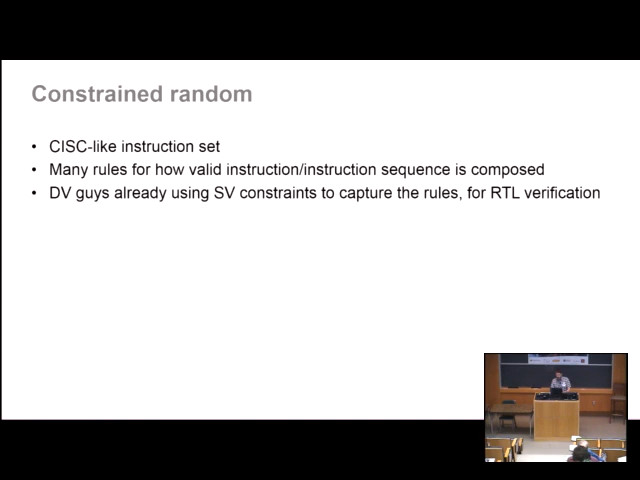 Constrained random
• CISC-like instruction set
• Many rules for how valid instruction/instruction sequence is composed
• DV guys already using SV constraints to capture the rules, for RTL verification